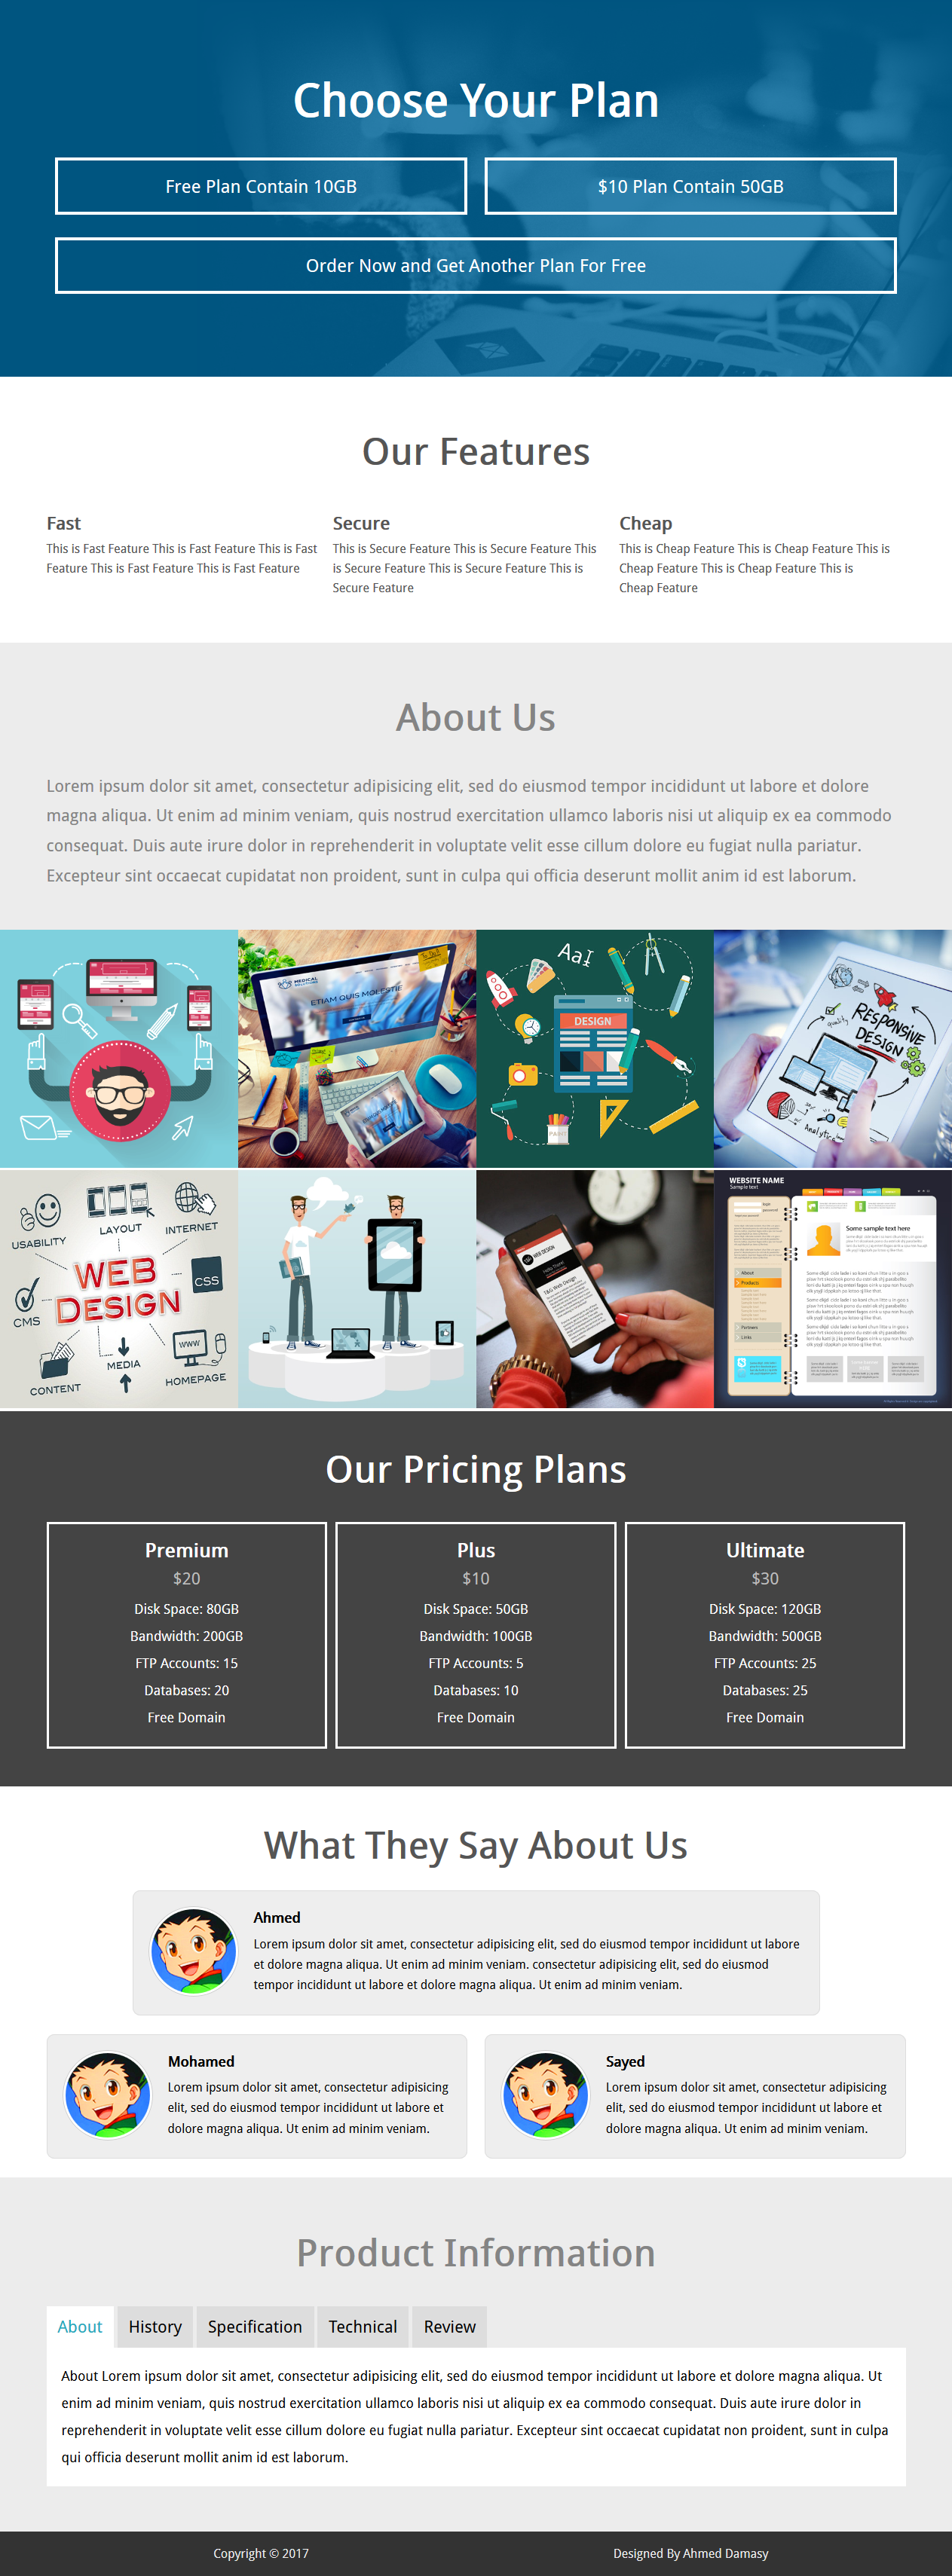 Choose Your Plan
Free Plan Contain 10GB
$10 Plan Contain 50GB
Order Now and Get Another Plan For Free
Our Features
Fast
This is Fast Feature This is Fast Feature This is Fast
Feature This is Fast Feature This is Fast Feature
Secure
This is Secure Feature This is Secure Feature This
is Secure Feature This is Secure Feature This is
Secure Feature
Cheap
This is Cheap Feature This is Cheap Feature This is
Cheap Feature This is Cheap Feature This is
Cheap Feature
About Us
Lorem ipsum dolor sit amet, consectetur adipisicing elit, sed do eiusmod tempor incididunt ut labore et dolore
magna aliqua. Ut enim ad minim veniam, quis nostrud exercitation ullamco laboris nisi ut aliquip ex ea commodo
consequat. Duis aute irure dolor in reprehenderit in voluptate velit esse cillum dolore eu fugiat nulla pariatur.
Excepteur sint occaecat cupidatat non proident, sunt in culpa qui officia deserunt mollit anim id est laborum.
MEDICAL
ETIAM QUIS MOLESTIE
AaI
DESIGN
RESPONSIVE
DESIGN
quality
Analytics
USABILITY
LAYOUT
INTERNET
WEB
DESIGN
CSS
CMS
WWW
MEDIA
CONTENT
HOMEPAGE
WEB DESIGN
WEBSITE NAME
Sample text
Some sample text here
About
Products
Partners
Links
Our Pricing Plans
Premium
$20
Disk Space: 80GB
Bandwidth: 200GB
FTP Accounts: 15
Databases: 20
Free Domain
Plus
$10
Disk Space: 50GB
Bandwidth: 100GB
FTP Accounts: 5
Databases: 10
Free Domain
Ultimate
$30
Disk Space: 120GB
Bandwidth: 500GB
FTP Accounts: 25
Databases: 25
Free Domain
What They Say About Us
Ahmed
Lorem ipsum dolor sit amet, consectetur adipisicing elit, sed do eiusmod tempor incididunt ut labore
et dolore magna aliqua. Ut enim ad minim veniam. consectetur adipisicing elit, sed do eiusmod
tempor incididunt ut labore et dolore magna aliqua. Ut enim ad minim veniam.
Mohamed
Lorem ipsum dolor sit amet, consectetur adipisicing
elit, sed do eiusmod tempor incididunt ut labore et
dolore magna aliqua. Ut enim ad minim veniam.
Sayed
Lorem ipsum dolor sit amet, consectetur adipisicing
elit, sed do eiusmod tempor incididunt ut labore et
dolore magna aliqua. Ut enim ad minim veniam.
Product Information
About
History
Specification
Technical
Review
About Lorem ipsum dolor sit amet, consectetur adipisicing elit, sed do eiusmod tempor incididunt ut labore et dolore magna aliqua. Ut
enim ad minim veniam, quis nostrud exercitation ullamco laboris nisi ut aliquip ex ea commodo consequat. Duis aute irure dolor in
reprehenderit in voluptate velit esse cillum dolore eu fugiat nulla pariatur. Excepteur sint occaecat cupidatat non proident, sunt in culpa
qui officia deserunt mollit anim id est laborum.
Copyright © 2017
Designed By Ahmed Damasy